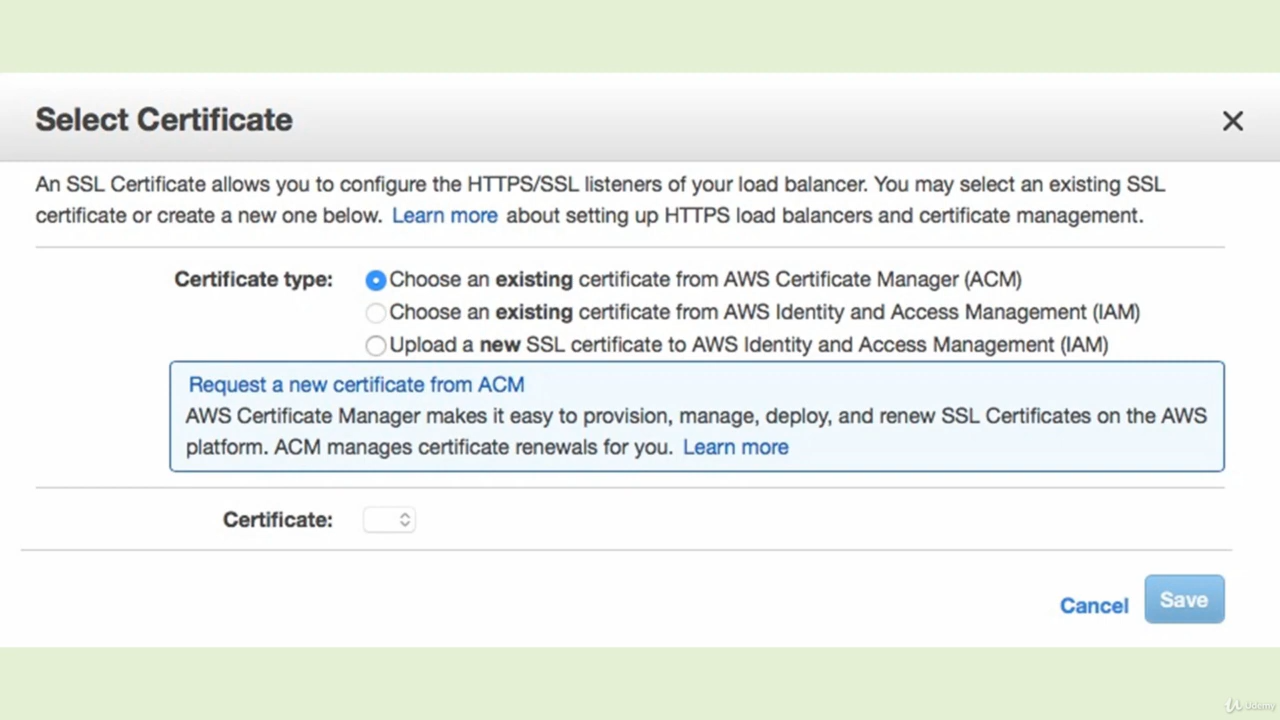 Select Certificate
An SSL Certificate allows you to configure the HTTPS/SSL listeners of your load balancer. You may select an existing SSL
certificate or create a new one below. Learn more about setting up HTTPS load balancers and certificate management.
Certificate type: Choose an existing certificate from AWS Certificate Manager (ACM)
Choose an existing certificate from AWS Identity and Access Management (IAM)
Upload a new SSL certificate to AWS Identity and Access Management (IAM)
Request a new certificate from ACM
AWS Certificate Manager makes it easy to provision, manage, deploy, and renew SSL Certificates on the AWS
platform. ACM manages certificate renewals for you. Learn more
Certificate:
Cancel Save
Udemy